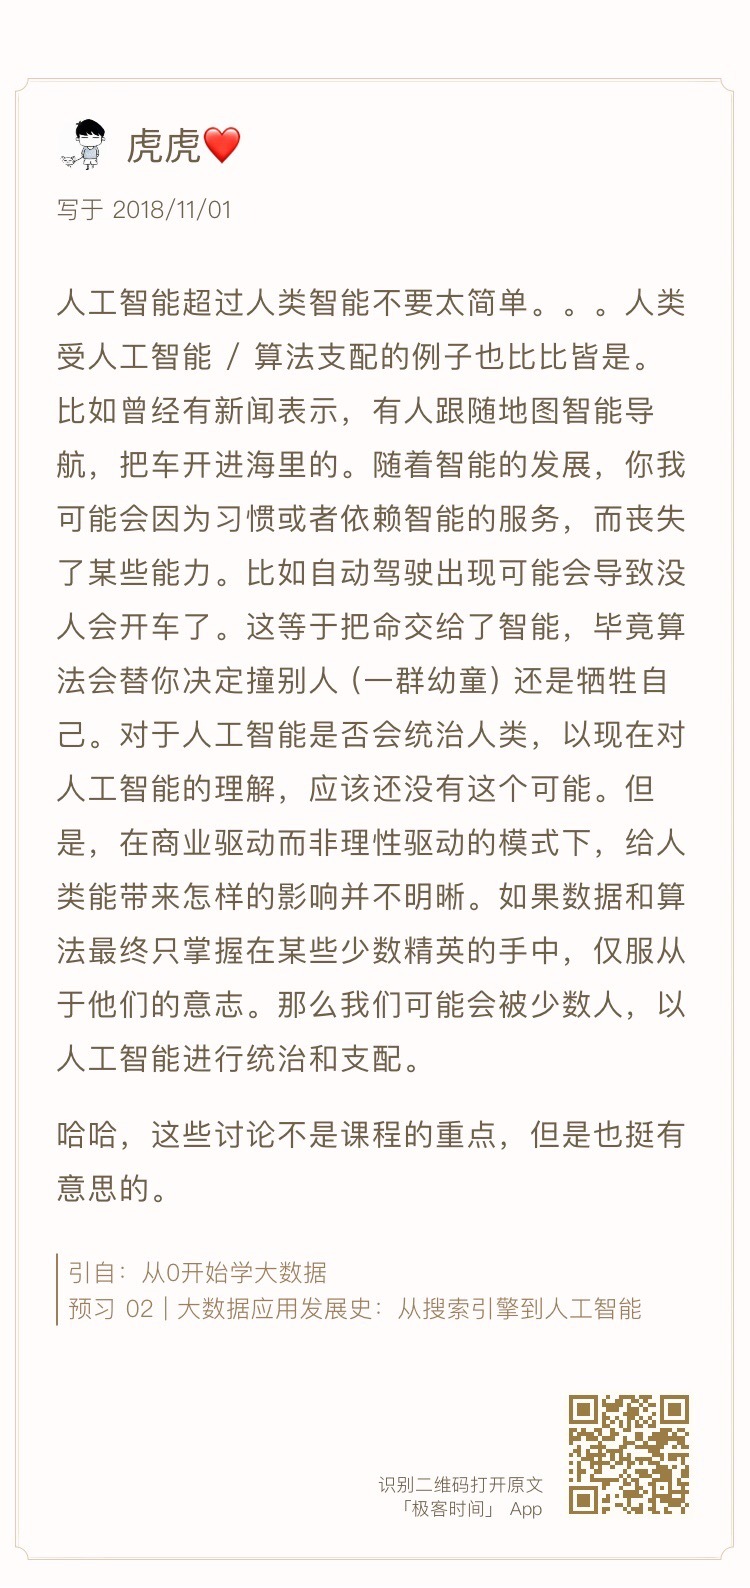 虎虎❤️
写于 2018/11/01
人工智能超过人类智能不要太简单。。。人类
受人工智能 / 算法支配的例子也比比皆是。
比如曾经有新闻表示，有人跟随地图智能导
航，把车开进海里的。随着智能的发展，你我
可能会因为习惯或者依赖智能的服务，而丧失
了某些能力。比如自动驾驶出现可能会导致没
人会开车了。这等于把命交给了智能，毕竟算
法会替你决定撞别人（一群幼童）还是牺牲自
己。对于人工智能是否会统治人类，以现在对
人工智能的理解，应该还没有这个可能。但
是，在商业驱动而非理性驱动的模式下，给人
类能带来怎样的影响并不明晰。如果数据和算
法最终只掌握在某些少数精英的手中，仅服从
于他们的意志。那么我们可能会被少数人，以
人工智能进行统治和支配。
哈哈，这些讨论不是课程的重点，但是也挺有
意思的。
引自：从0开始学大数据
预习 02 | 大数据应用发展史：从搜索引擎到人工智能
识别二维码打开原文
「极客时间」 App